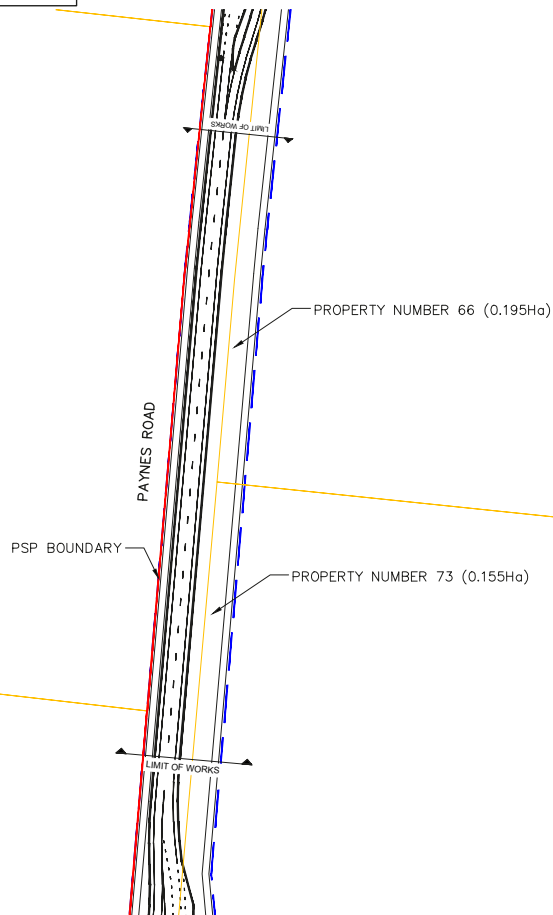 LIMIT OF WORKS
PROPERTY NUMBER 66 (0.195Ha)
PAYNES ROAD
PSP BOUNDARY
PROPERTY NUMBER 73 (0.155Ha)
LIMIT OF WORKS